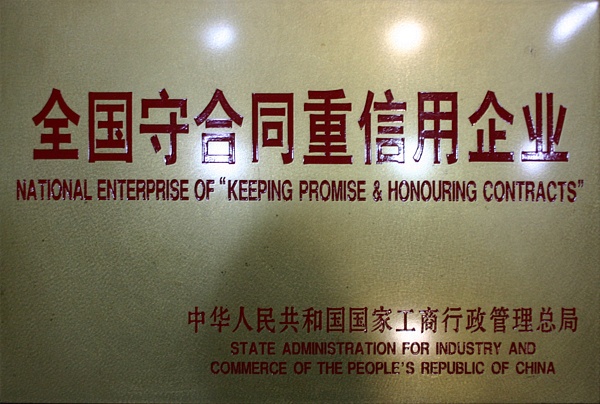 全国守合同重信用企业
NATIONAL ENTERPRISE OF "KEEPING PROMISE & HONOURING CONTRACTS"
中华人民共和国国家工商行政管理总局
STATE ADMINISTRATION FOR INDUSTRY AND
COMMERCE OF THE PEOPLE'S REPUBLIC OF CHINA